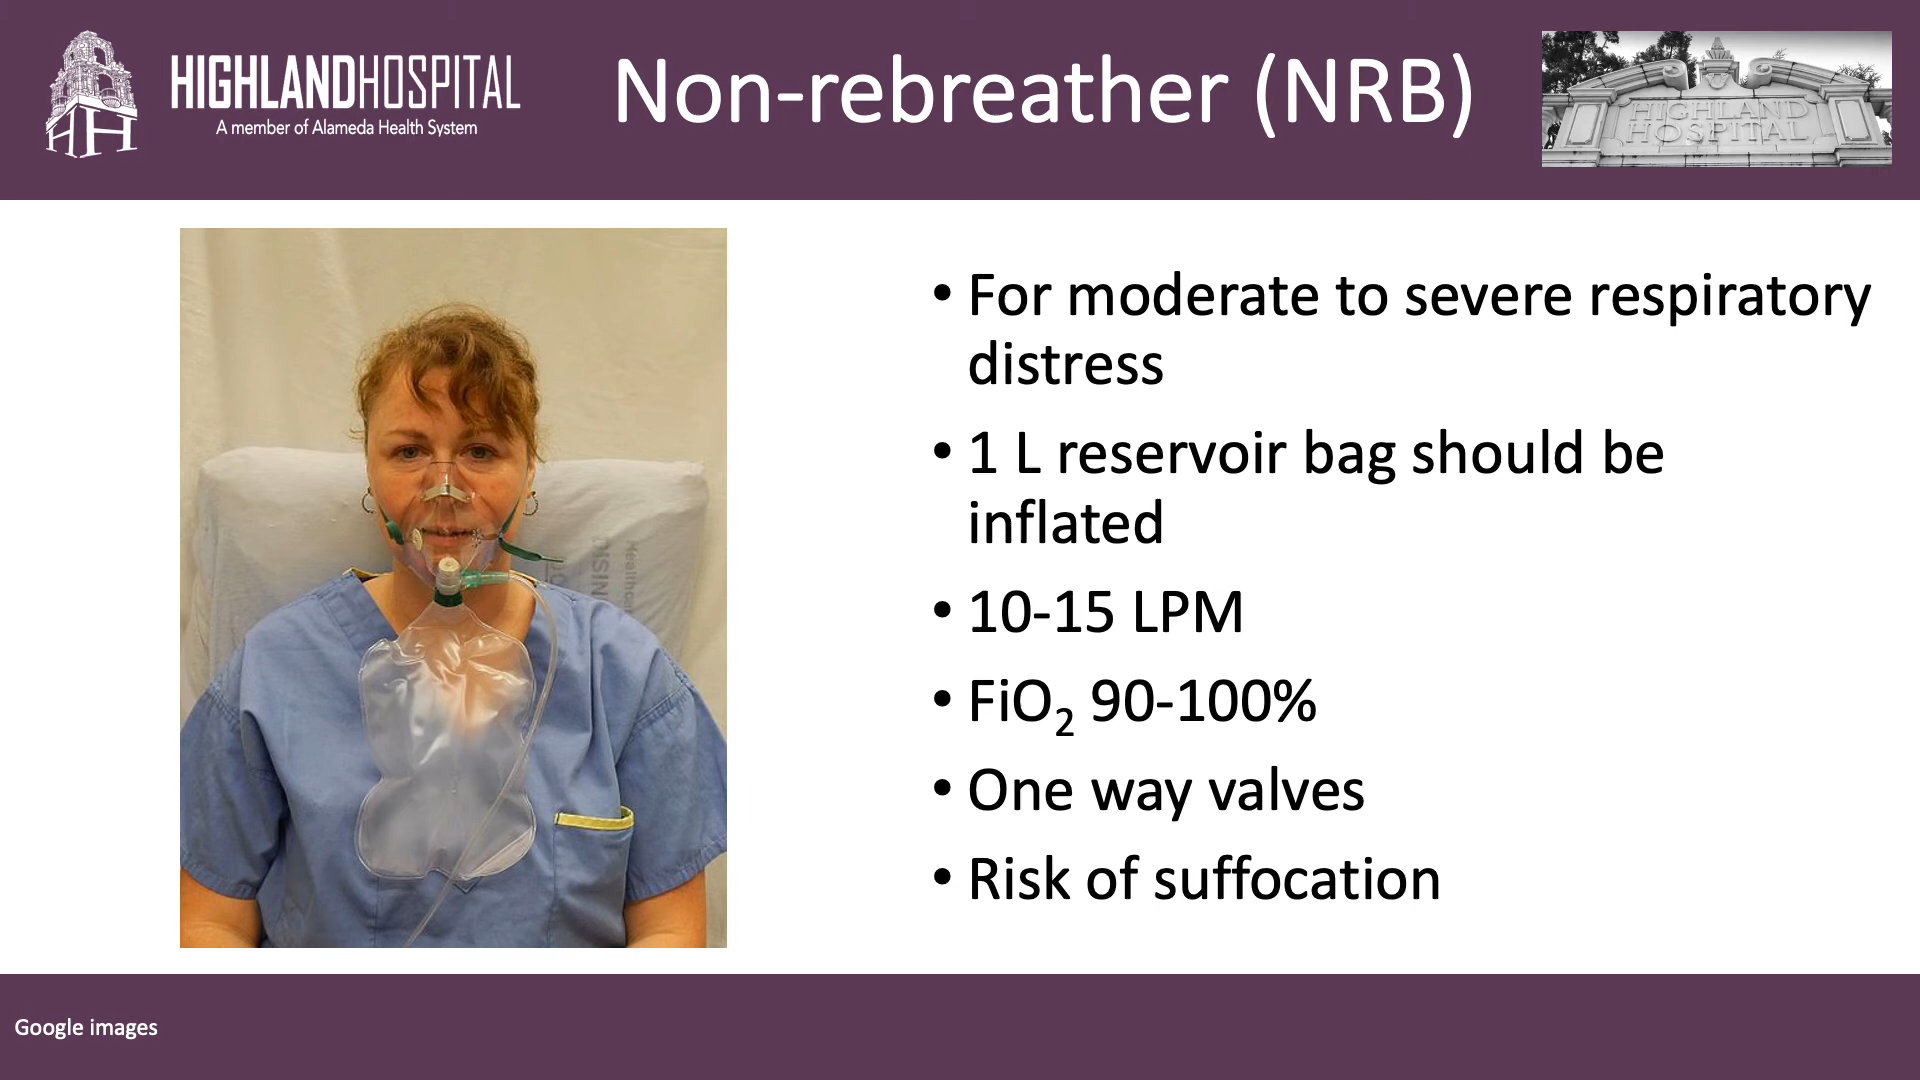 HIGHLANDHOSPITAL
A member of Alameda Health System
Non-rebreather (NRB)
HIGHLAND
HOSPITAL
• For moderate to severe respiratory
distress
• 1 L reservoir bag should be
inflated
• 10-15 LPM
• FiO₂ 90-100%
• One way valves
• Risk of suffocation
Google images